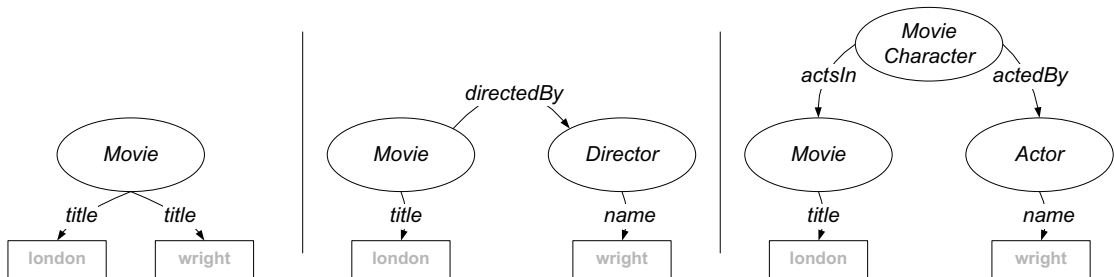 Movie
title
title
london
wright
directedBy
Movie
Director
title
name
london
wright
Movie
Character
actsIn
actedBy
Movie
Actor
title
name
london
wright